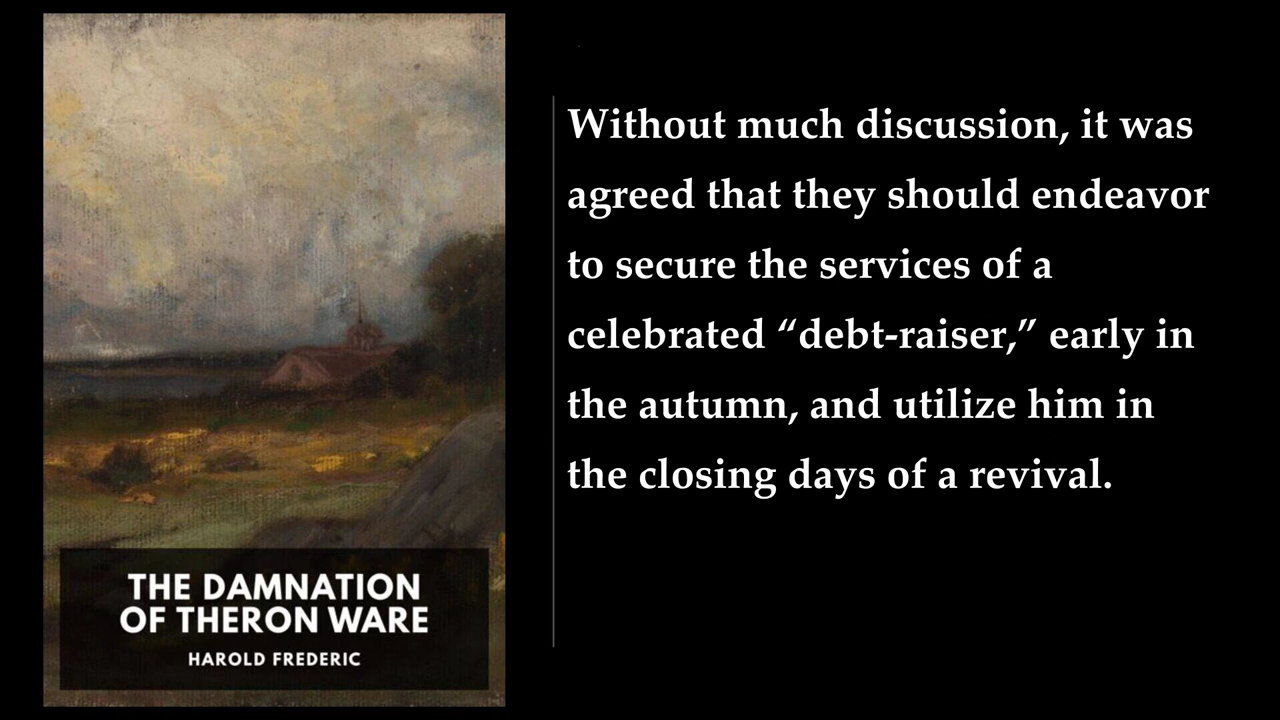 Without much discussion, it was
agreed that they should endeavor
to secure the services of a
celebrated “debt-raiser,” early in
the autumn, and utilize him in
the closing days of a revival.
THE DAMNATION
OF THERON WARE
HAROLD FREDERIC